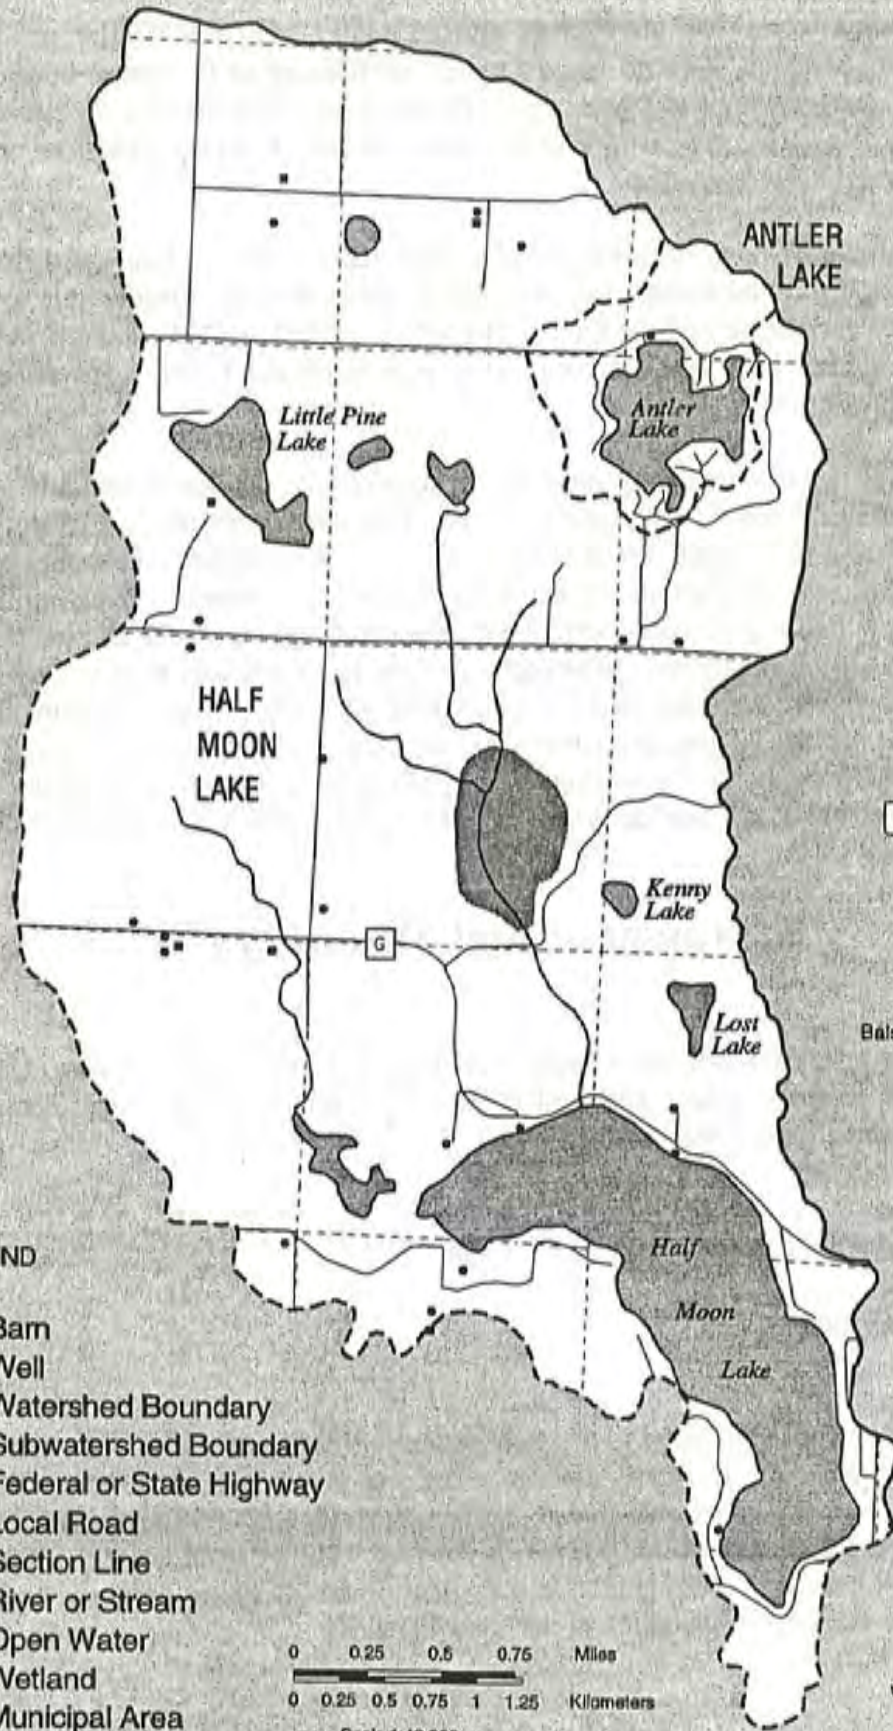 ANTLER
LAKE
Little Pine
Lake
Antler
Lake
HALF
MOON
LAKE
Kenny
Lake
G
Lost
Lake
Half
Moon
Lake
Barn
Well
Watershed Boundary
Subwatershed Boundary
Federal or State Highway
Local Road
Section Line
River or Stream
Open Water
Wetland
Municipal Area
0 0.25 0.5 0.75 Miles
0 0.25 0.5 0.75 1 1.25 Kilometers